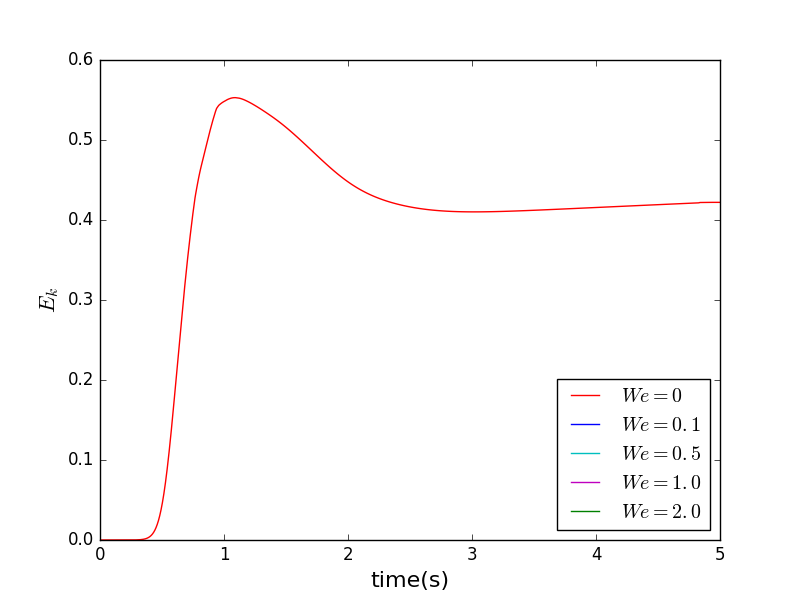 0.6
0.5
0.4
0.3
0.2
0.1
0.0
E_k
0 1 2 3 4 5
time(s)
We = 0
We = 0.1
We = 0.5
We = 1.0
We = 2.0